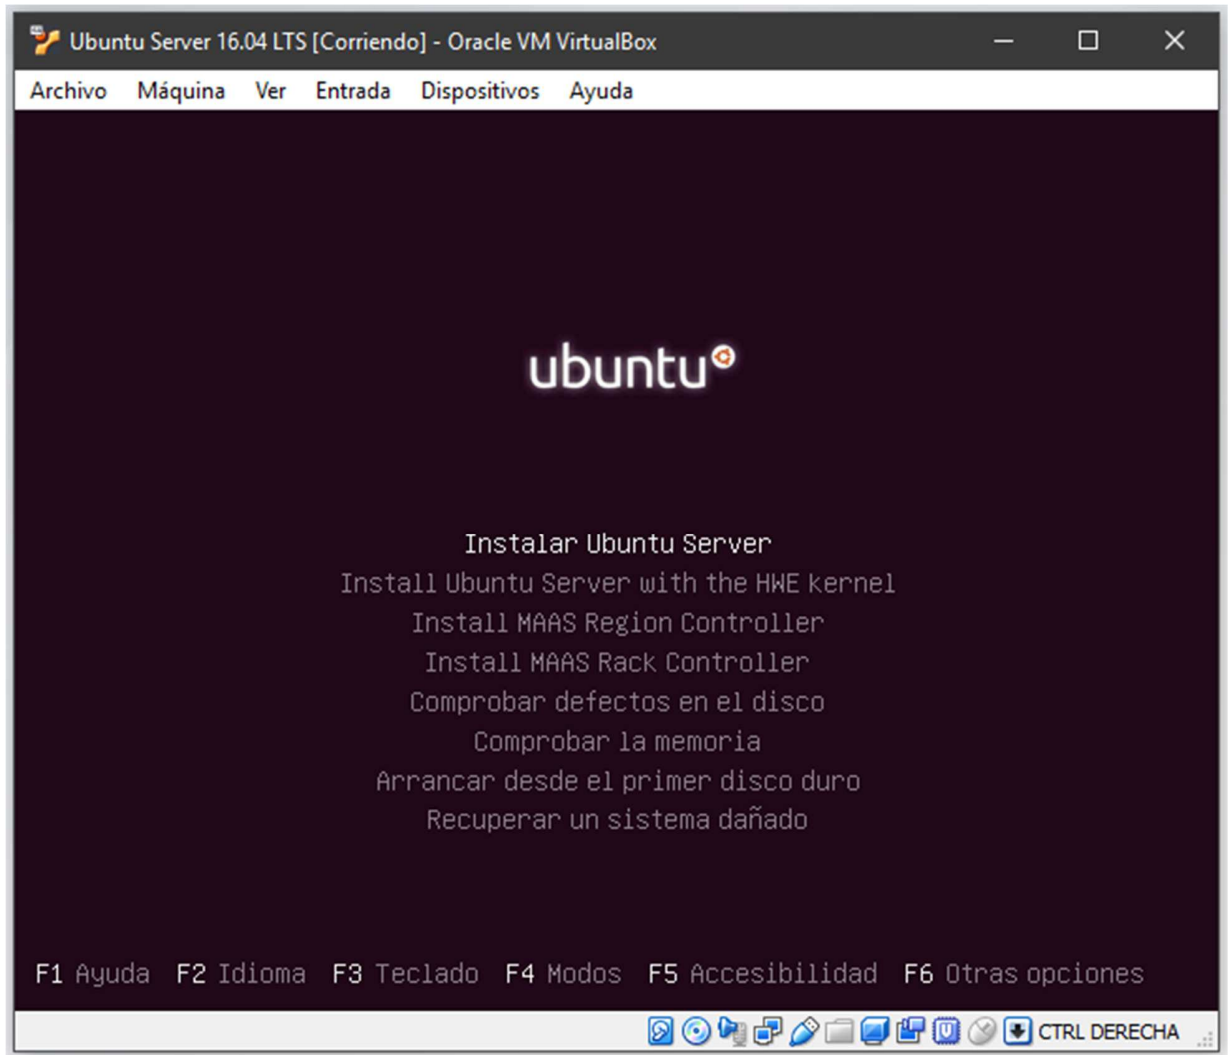 Ubuntu Server 16.04 LTS [Corriendo] - Oracle VM VirtualBox
Archivo Máquina Ver Entrada Dispositivos Ayuda
ubuntu
Instalar Ubuntu Server
Install Ubuntu Server with the HWE kernel
Install MAAS Region Controller
Install MAAS Rack Controller
Comprobar defectos en el disco
Comprobar la memoria
Arrancar desde el primer disco duro
Recuperar un sistema dañado
F1 Ayuda F2 Idioma F3 Teclado F4 Modos F5 Accesibilidad F6 Otras opciones
CTRL DERECHA